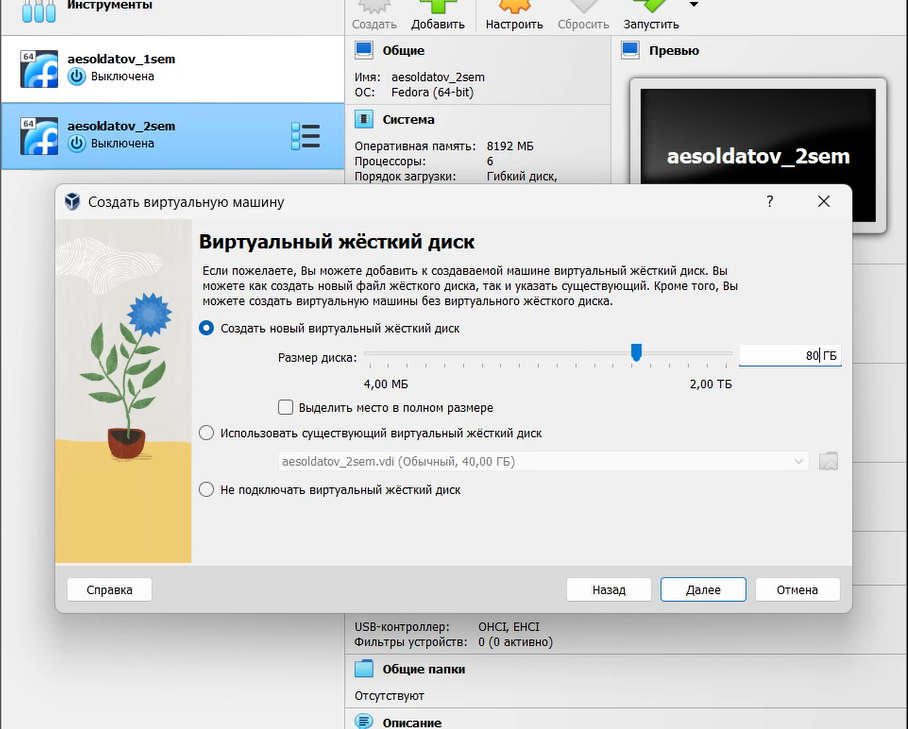 Инструменты
Создать Добавить Настроить Сбросить Запустить
64
aesoldatov_1sem
Выключена
64
aesoldatov_2sem
Выключена
Общие
Имя: aesoldatov_2sem
ОС: Fedora (64-bit)
Система
Оперативная память: 8192 МБ
Процессоры: 6
Порядок загрузки: Гибкий диск,
Превью
aesoldatov_2sem
Создать виртуальную машину
?
Виртуальный жёсткий диск
Если пожелаете, Вы можете добавить к создаваемой машине виртуальный жёсткий диск. Вы
можете как создать новый файл жёсткого диска, так и указать существующий. Кроме того, Вы
можете создать виртуальную машины без виртуального жёсткого диска.
Создать новый виртуальный жёсткий диск
Размер диска: 80 ГБ
4,00 МБ 2,00 ТБ
Выделить место в полном размере
Использовать существующий виртуальный жёсткий диск
aesoldatov_2sem.vdi (Обычный, 40,00 ГБ)
Не подключать виртуальный жёсткий диск
Справка Назад Далее Отмена
USB-контроллер: OHCI, EHCI
Фильтры устройств: 0 (0 активно)
Общие папки
Отсутствуют
Описание